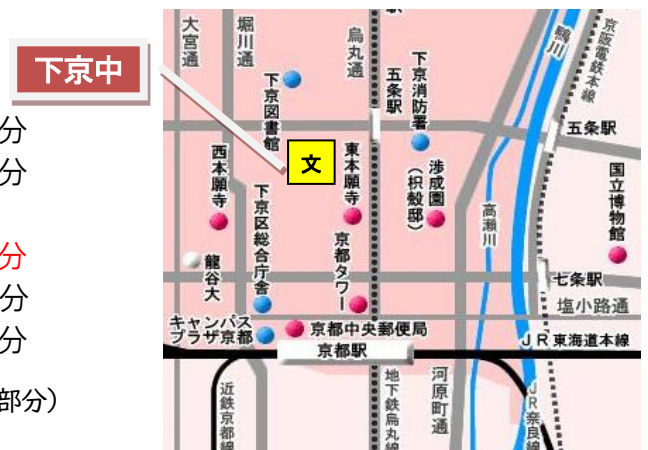 下京中
分
分
分
分
分
部分）
大宮通
堀川通
烏丸通
駅
鴨川
京阪電鉄本線
下京図書館
五条駅
下京消防署
五条駅
文
西本願寺
東本願寺
渉成園
（枳殻邸）
国立博物館
高瀬川
下京区総合庁舎
龍谷大
京都タワー
七条駅
塩小路通
キャンパス
プラザ京都
京都中央郵便局
京都駅
ＪＲ東海道本線
近鉄京都線
地下鉄烏丸線
河原町通
ＪＲ奈良線